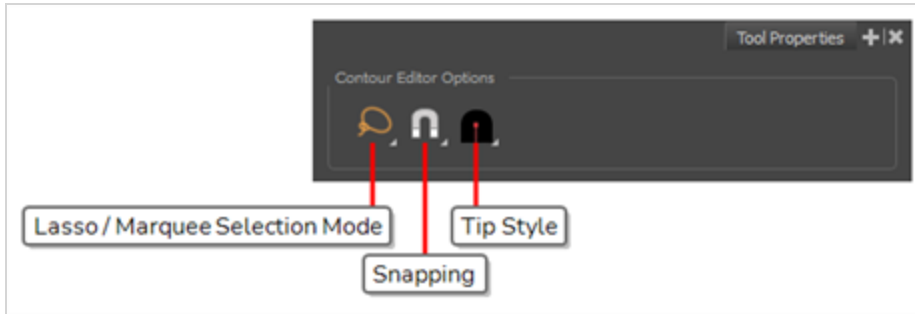 Tool Properties
Contour Editor Options
Lasso / Marquee Selection Mode
Tip Style
Snapping